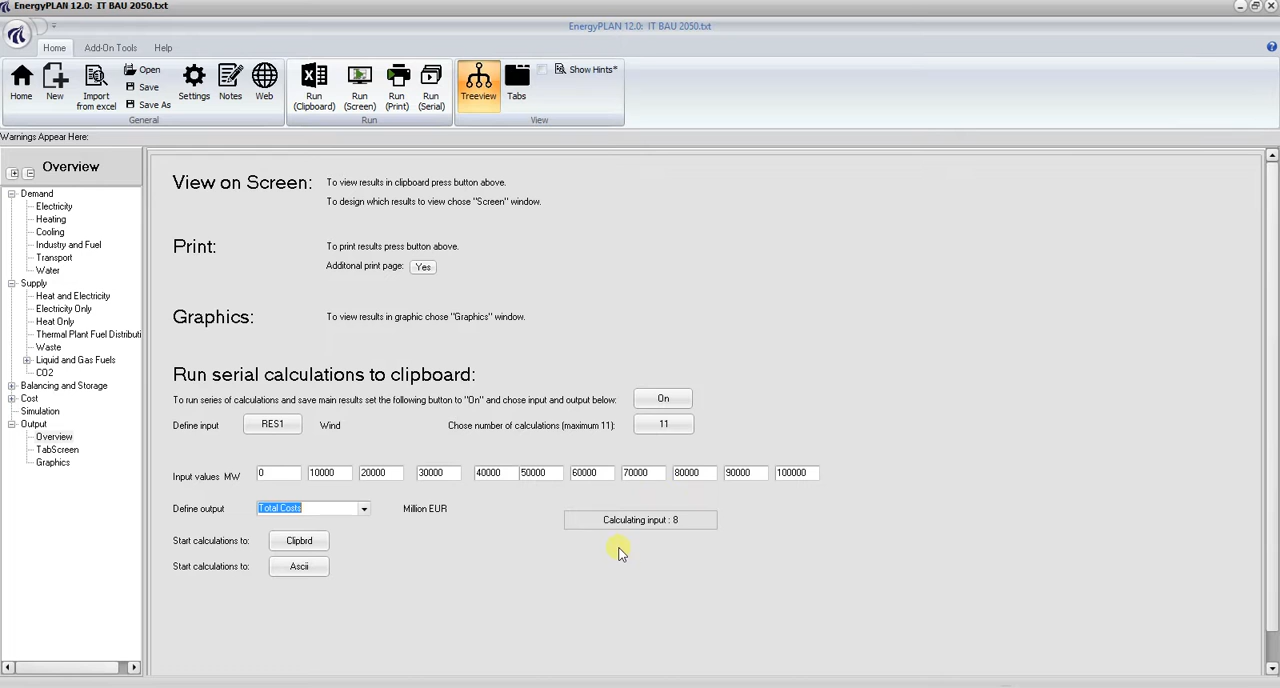 EnergyPLAN 12.0: IT BAU 2050.txt
EnergyPLAN 12.0: IT BAU 2050.txt
Home Add-On Tools Help
Home New Import from excel Open Save Save As Settings Notes Web Run (Clipboard) Run (Screen) Run (Print) Run (Serial) Treeview Tabs Show Hints*
General Run View
Warnings Appear Here:
Overview
Demand
Electricity
Heating
Cooling
Industry and Fuel
Transport
Water
Supply
Heat and Electricity
Electricity Only
Heat Only
Thermal Plant Fuel Distributi
Waste
Liquid and Gas Fuels
CO2
Balancing and Storage
Cost
Simulation
Output
Overview
TabScreen
Graphics
View on Screen: To view results in clipboard press button above.
To design which results to view chose "Screen" window.
Print: To print results press button above.
Additonal print page: Yes
Graphics: To view results in graphic chose "Graphics" window.
Run serial calculations to clipboard:
To run series of calculations and save main results set the following button to "On" and chose input and output below: On
Define input RES1 Wind Chose number of calculations (maximum 11): 11
Input values MW 0 10000 20000 30000 40000 50000 60000 70000 80000 90000 100000
Define output Total Costs Million EUR
Calculating input : 8
Start calculations to: Clipbrd
Start calculations to: Ascii